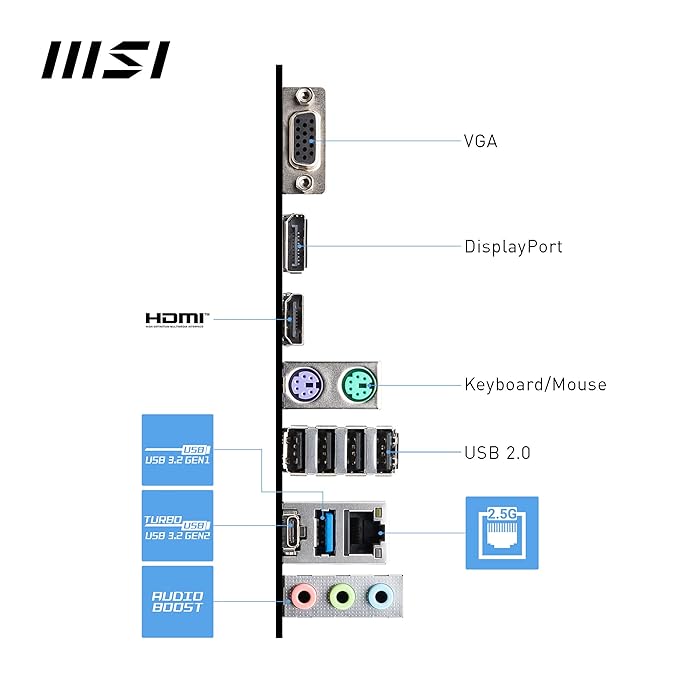 msi
VGA
DisplayPort
HDMI™
HIGH-DEFINITION MULTIMEDIA INTERFACE
Keyboard/Mouse
USB
USB 3.2 GEN1
USB 2.0
TURBO
USB
USB 3.2 GEN2
2.5G
AUDIO
BOOST